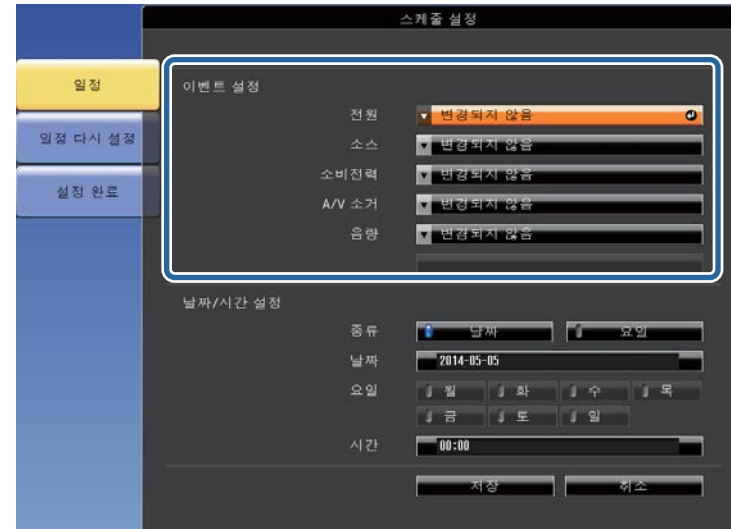 스케줄 설정
일정
일정 다시 설정
설정 완료
이벤트 설정
전원 변경되지 않음
소스 변경되지 않음
소비전력 변경되지 않음
A/V 소거 변경되지 않음
음량 변경되지 않음
날짜/시간 설정
종류 날짜 요일
날짜 2014-05-05
요일 월 화 수 목
금 토 일
시간 00:00
저장 취소